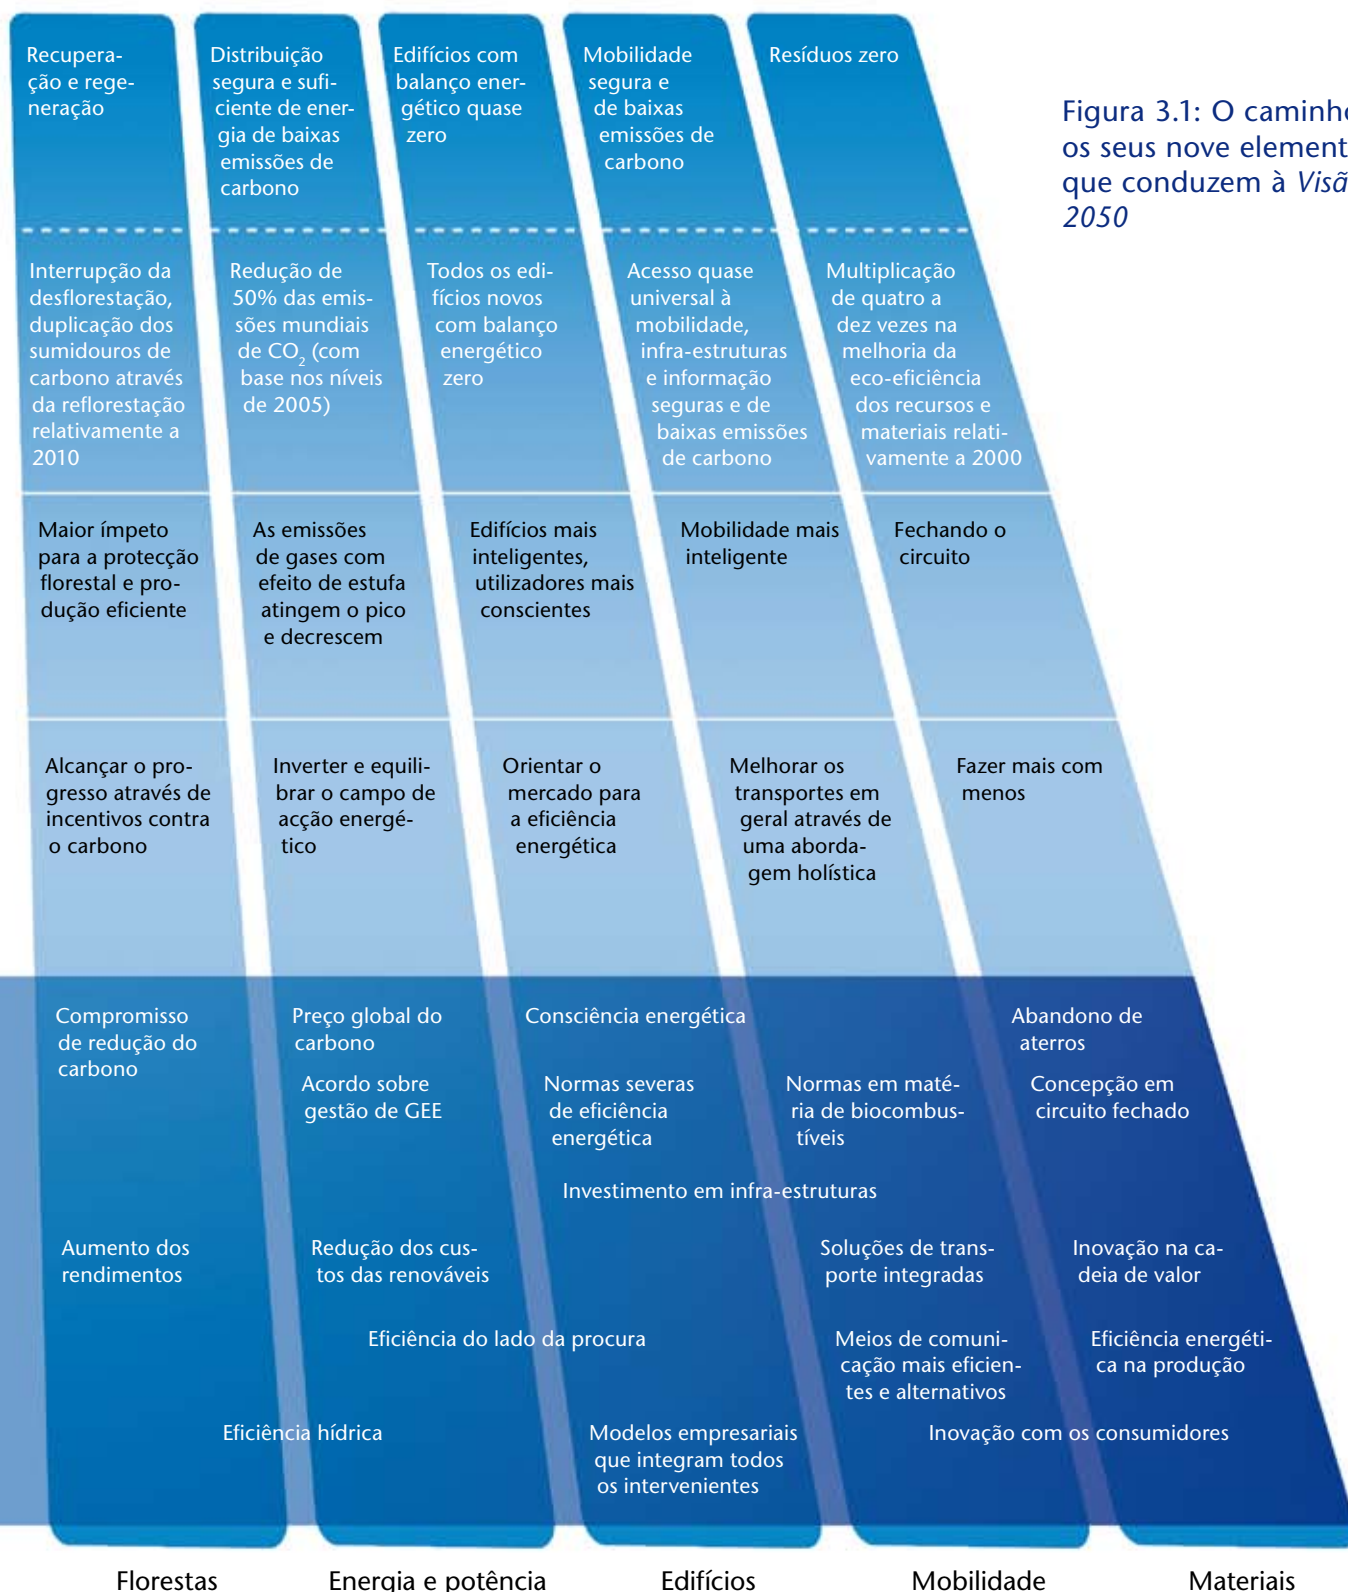 Recupera-
ção e rege-
neração
Distribuição
segura e sufi-
ciente de ener-
gia de baixas
emissões de
carbono
Edifícios com
balanço ener-
gético quase
zero
Mobilidade
segura e
de baixas
emissões de
carbono
Resíduos zero
Figura 3.1: O caminho
os seus nove element
que conduzem à Visã
2050
Interrupção da
desflorestação,
duplicação dos
sumidouros de
carbono através
da reflorestação
relativamente a
2010
Redução de
50% das emis-
sões mundiais
de CO₂ (com
base nos níveis
de 2005)
Todos os edi-
fícios novos
com balanço
energético
zero
Acesso quase
universal à
mobilidade,
infra-estruturas
e informação
seguras e de
baixas emissões
de carbono
Multiplicação
de quatro a
dez vezes na
melhoria da
eco-eficiência
dos recursos e
materiais relati-
vamente a 2000
Maior ímpeto
para a protecção
florestal e pro-
dução eficiente
As emissões
de gases com
efeito de estufa
atingem o pico
e decrescem
Edifícios mais
inteligentes,
utilizadores mais
conscientes
Mobilidade mais
inteligente
Fechando o
circuito
Alcançar o pro-
gresso através de
incentivos contra
o carbono
Inverter e equili-
brar o campo de
acção energé-
tico
Orientar o
mercado para
a eficiência
energética
Melhorar os
transportes em
geral através de
uma aborda-
gem holística
Fazer mais com
menos
Compromisso
de redução do
carbono
Preço global do
carbono
Consciência energética
Abandono de
aterros
Acordo sobre
gestão de GEE
Normas severas
de eficiência
energética
Normas em maté-
ria de biocombus-
tíveis
Concepção em
circuito fechado
Investimento em infra-estruturas
Aumento dos
rendimentos
Redução dos cus-
tos das renováveis
Soluções de trans-
porte integradas
Inovação na ca-
deia de valor
Eficiência do lado da procura
Meios de comuni-
cação mais eficien-
tes e alternativos
Eficiência energéti-
ca na produção
Eficiência hídrica
Modelos empresariais
que integram todos
os intervenientes
Inovação com os consumidores
Florestas
Energia e potência
Edifícios
Mobilidade
Materiais